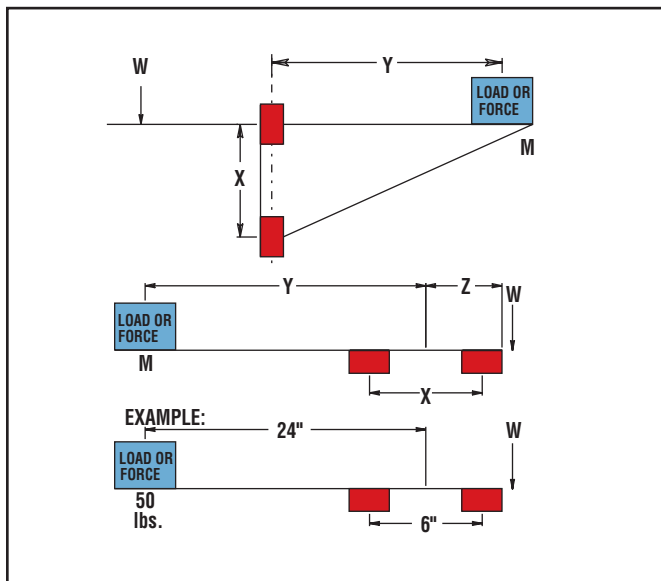 W
Y
LOAD OR
FORCE
M
X
Y
Z
W
LOAD OR
FORCE
M
X
EXAMPLE:
24"
W
LOAD OR
FORCE
50
lbs.
6"